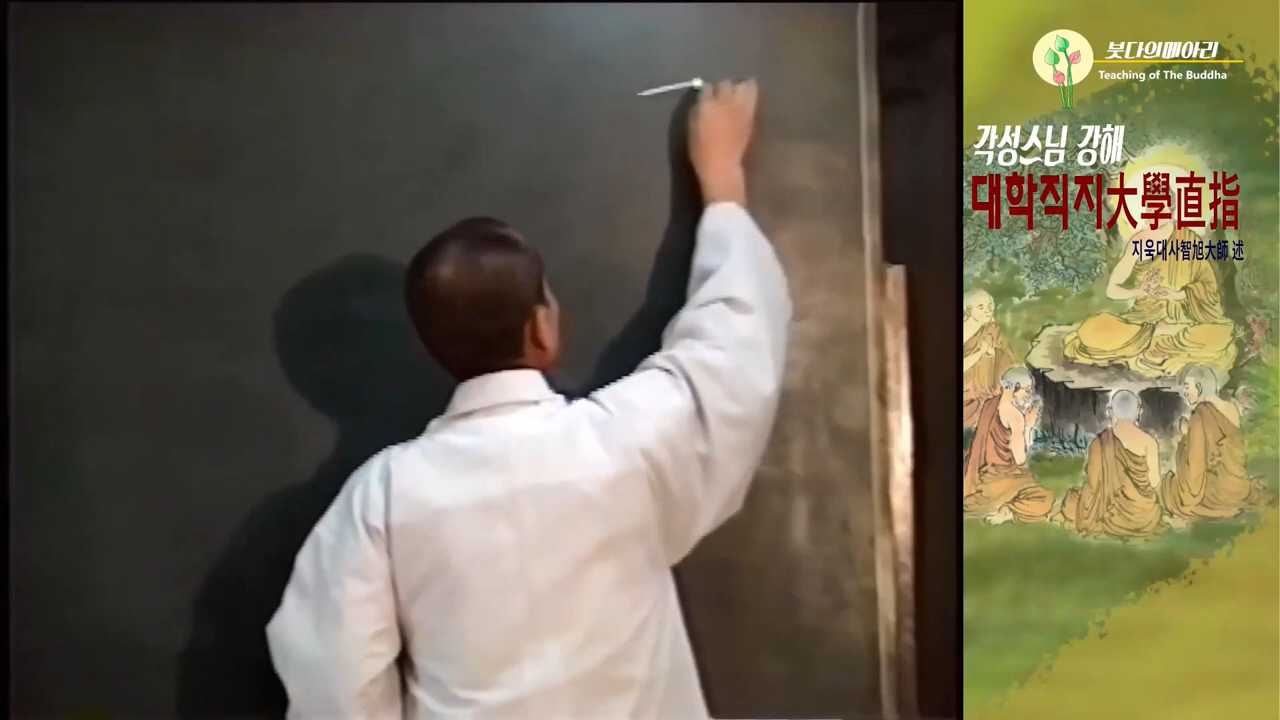 붓다의메아리
Teaching of The Buddha
각성스님 강해
대학직지大學直指
지욱대사智旭大師 述